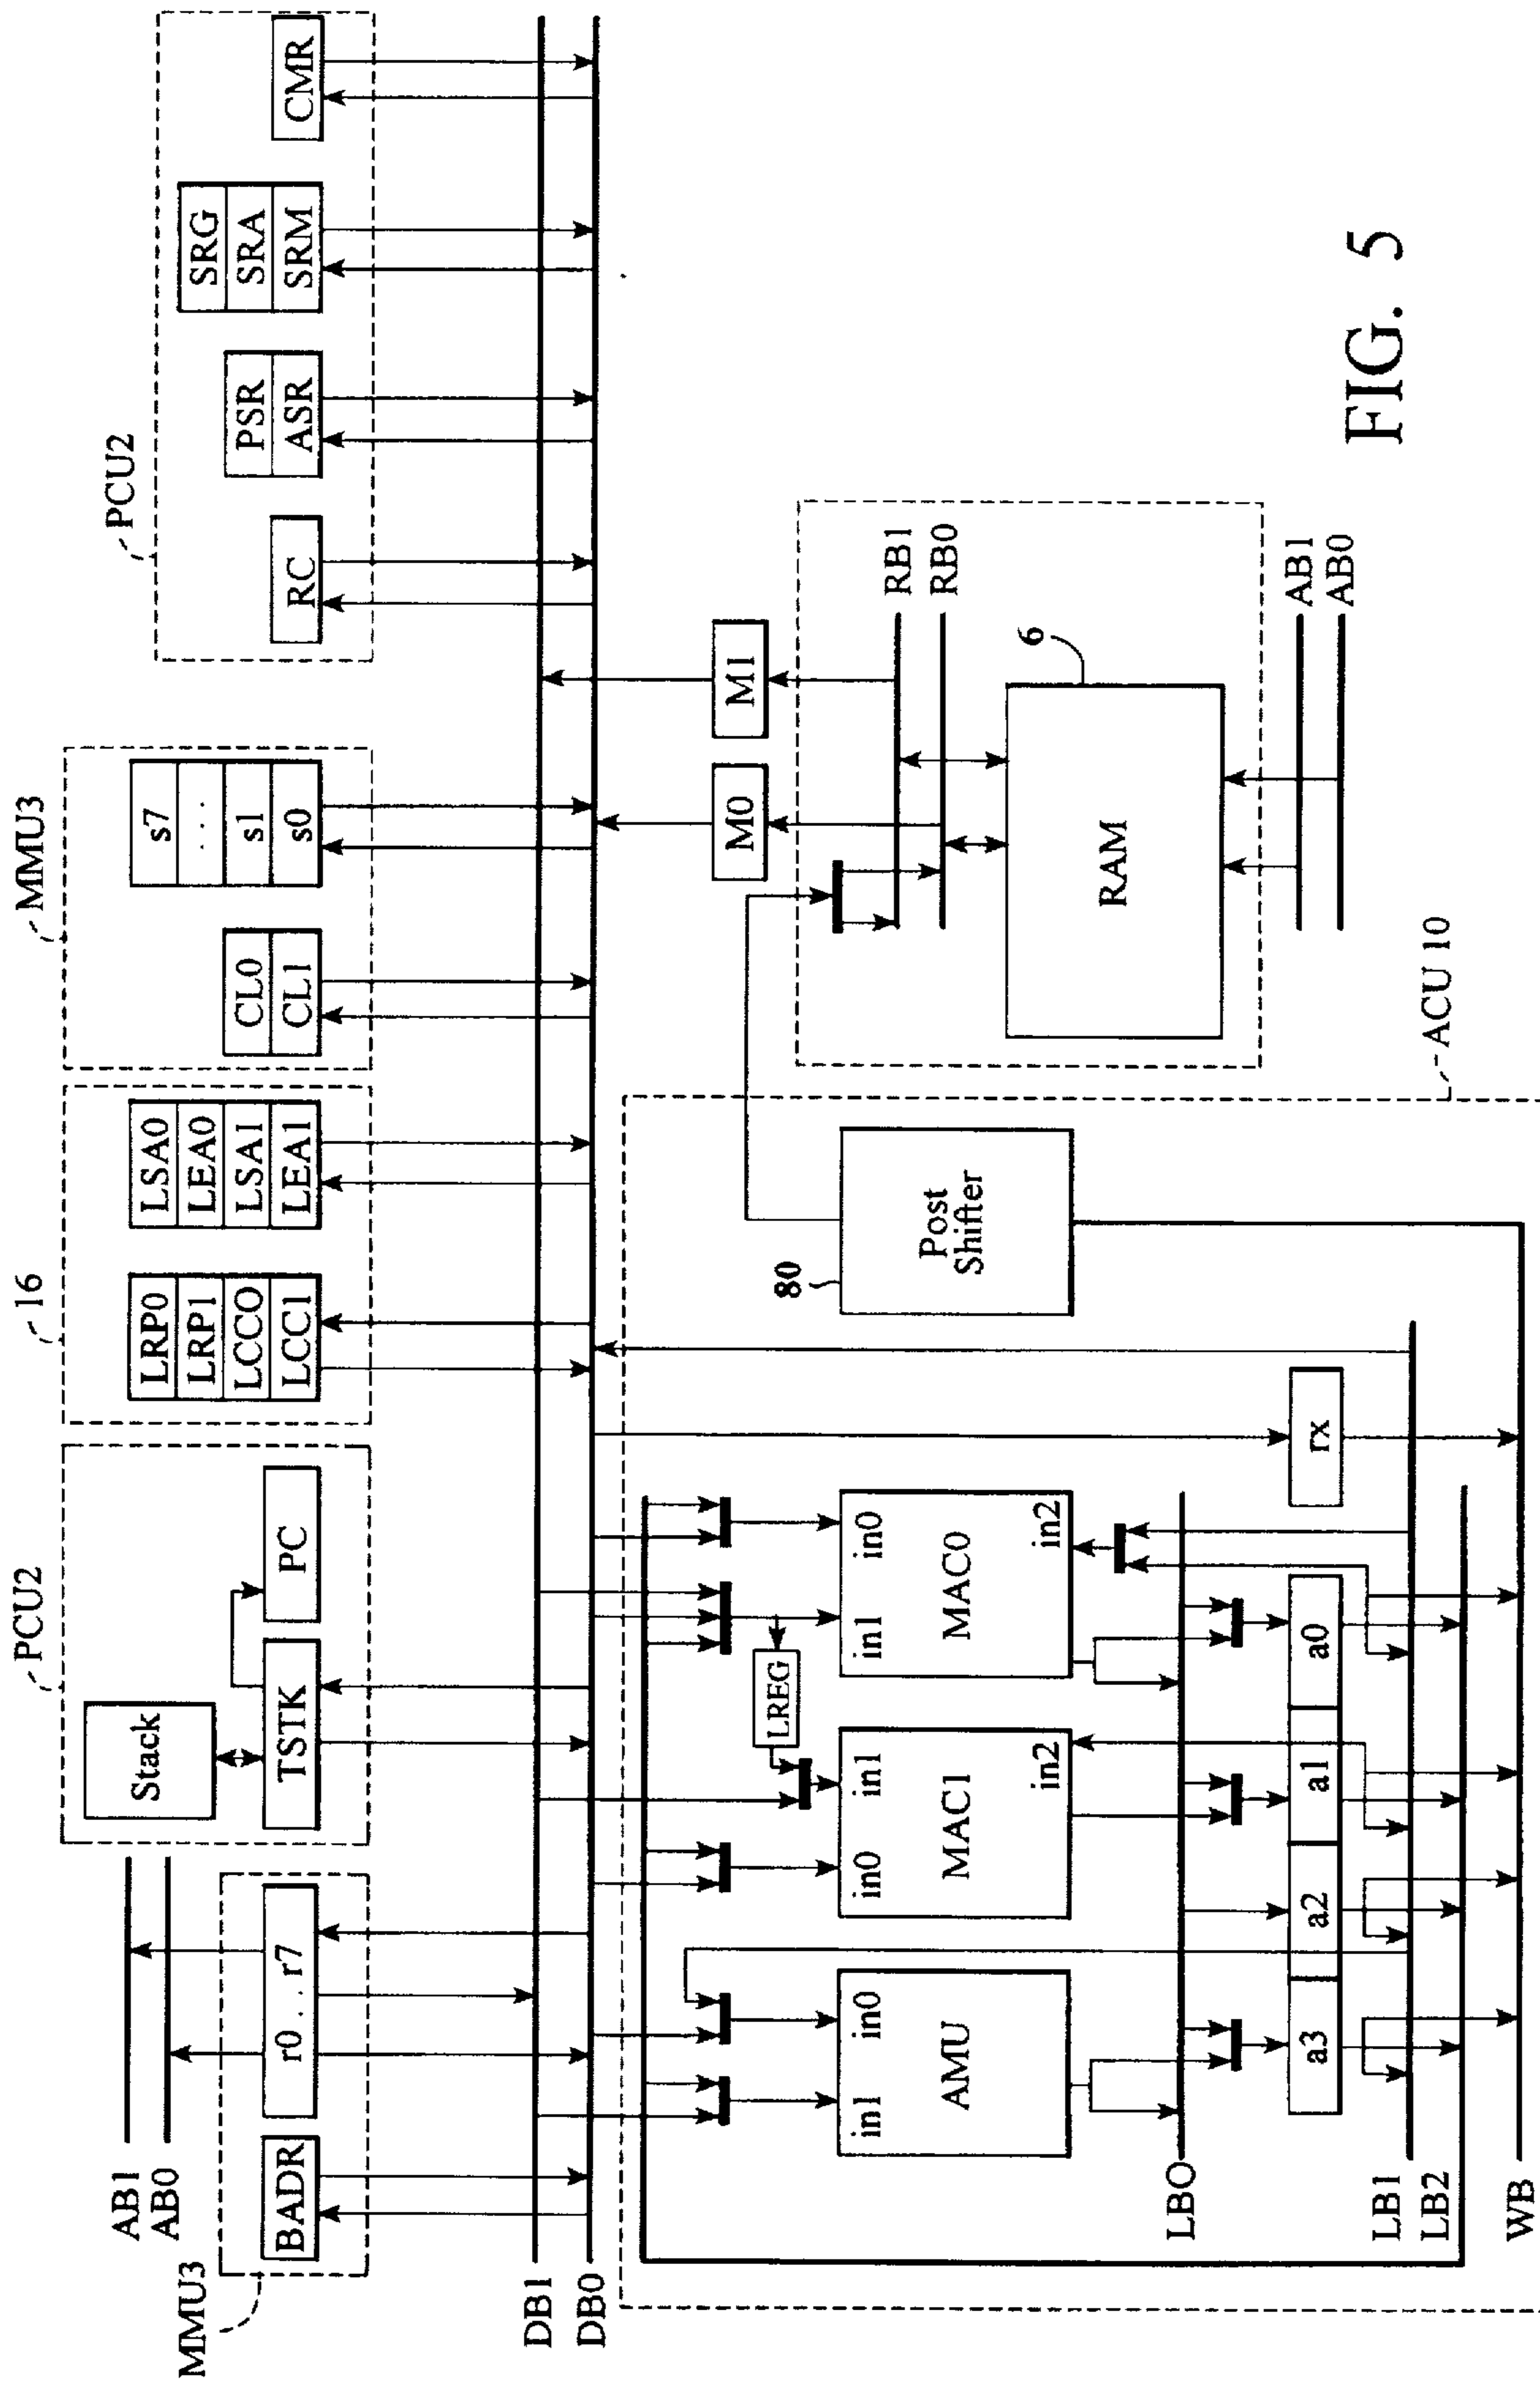 MMU3
AB1
AB0
BADR
r0 . . r7
PCU2
Stack
TSTK
PC
16
LRP0
LRP1
LCCO
LCC1
LSA0
LEA0
LSA1
LEA1
MMU3
CL0
CL1
s7
. . .
s1
s0
PCU2
RC
PSR
ASR
SRG
SRA
SRM
CMR
DB1
DB0
in1
in0
AMU
in0
in1
MAC1
in2
LREG
in1
in0
MAC0
in2
80
Post
Shifter
M0
M1
RB1
RB0
6
RAM
AB1
AB0
LBO
a3
a2
a1
a0
rx
LB1
LB2
WB
ACU 10
FIG. 5